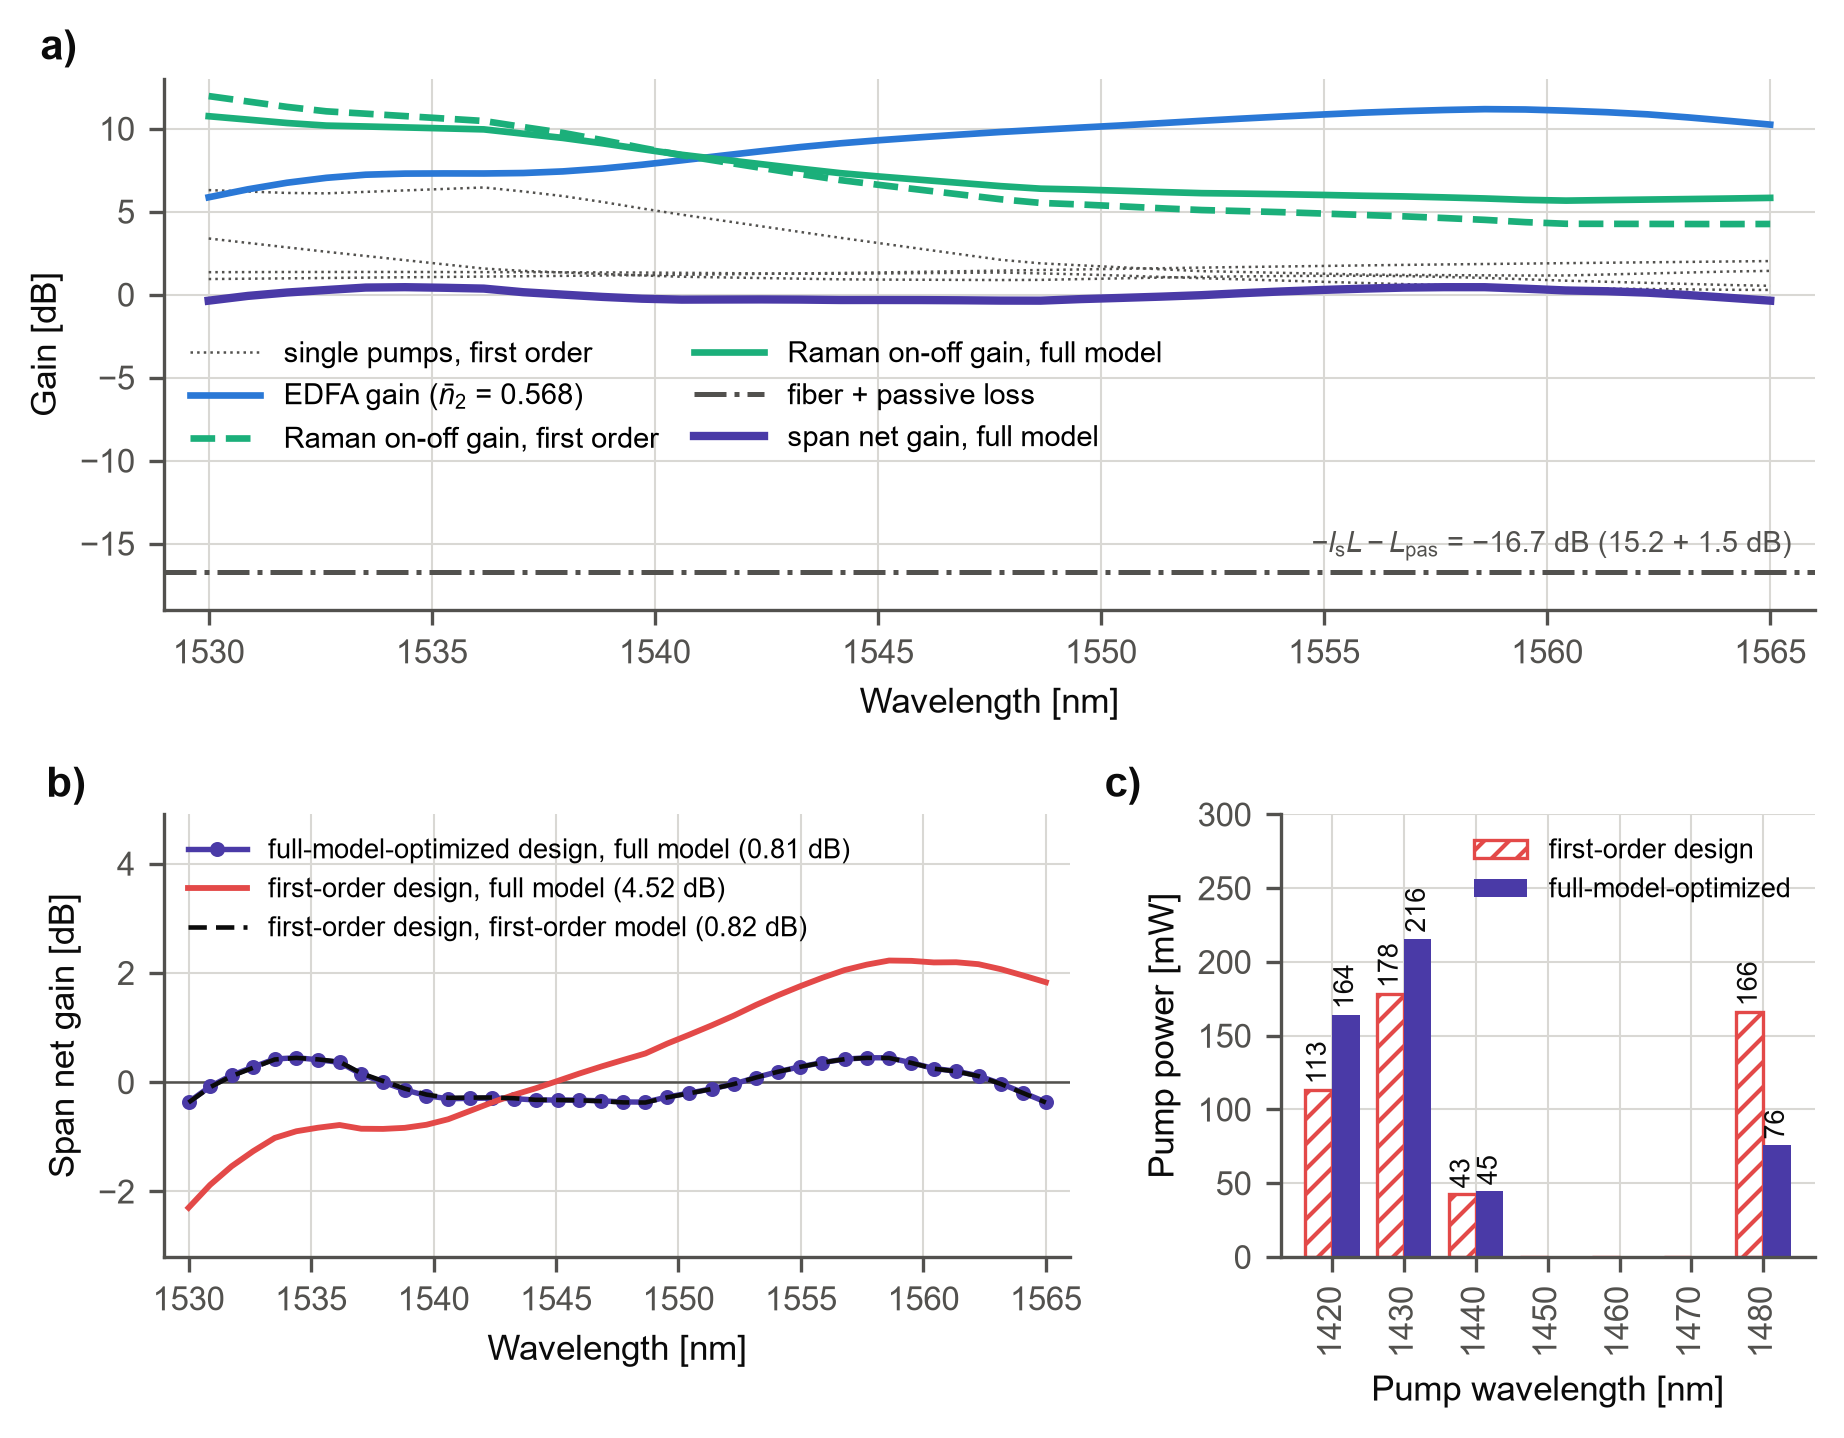 a)
Gain [dB]
10
5
0
−5
−10
−15
single pumps, first order
EDFA gain (n̄₂ = 0.568)
Raman on-off gain, first order
Raman on-off gain, full model
fiber + passive loss
span net gain, full model
−lₛL − Lₚₐₛ = −16.7 dB (15.2 + 1.5 dB)
1530 1535 1540 1545 1550 1555 1560 1565
Wavelength [nm]
b)
Span net gain [dB]
4
2
0
−2
full-model-optimized design, full model (0.81 dB)
first-order design, full model (4.52 dB)
first-order design, first-order model (0.82 dB)
1530 1535 1540 1545 1550 1555 1560 1565
Wavelength [nm]
c)
Pump power [mW]
300
250
200
150
100
50
0
first-order design
full-model-optimized
113 164 178 216 43 45 166 76
1420 1430 1440 1450 1460 1470 1480
Pump wavelength [nm]